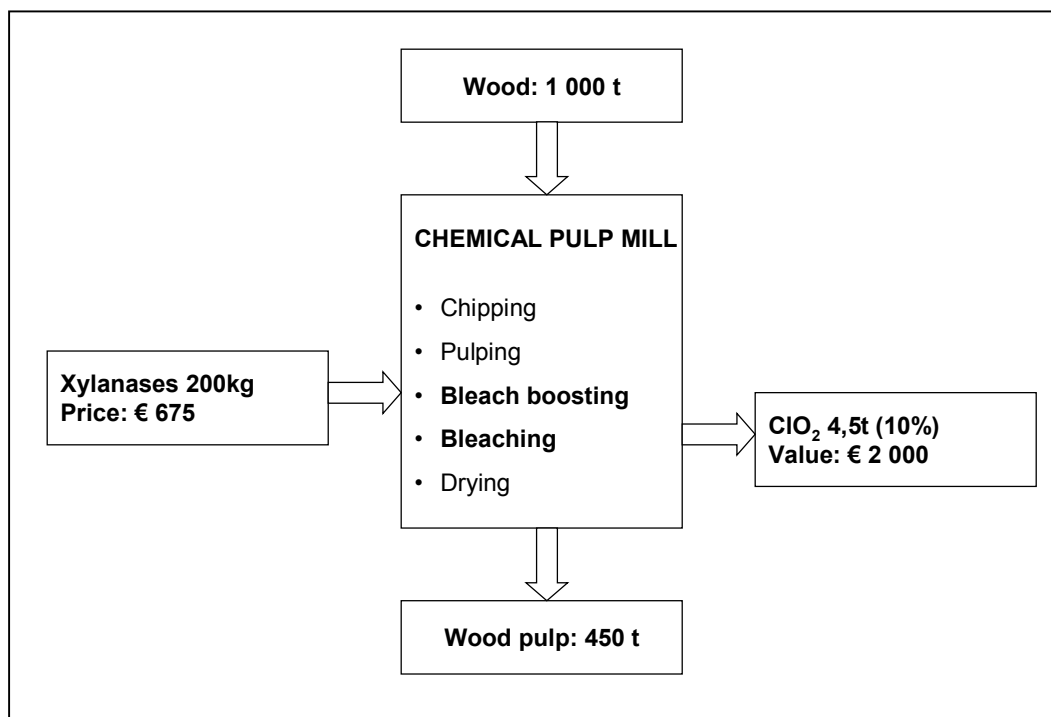 Wood: 1 000 t
CHEMICAL PULP MILL
• Chipping
• Pulping
• Bleach boosting
• Bleaching
• Drying
Xylanases 200kg
Price: € 675
ClO₂ 4,5t (10%)
Value: € 2 000
Wood pulp: 450 t